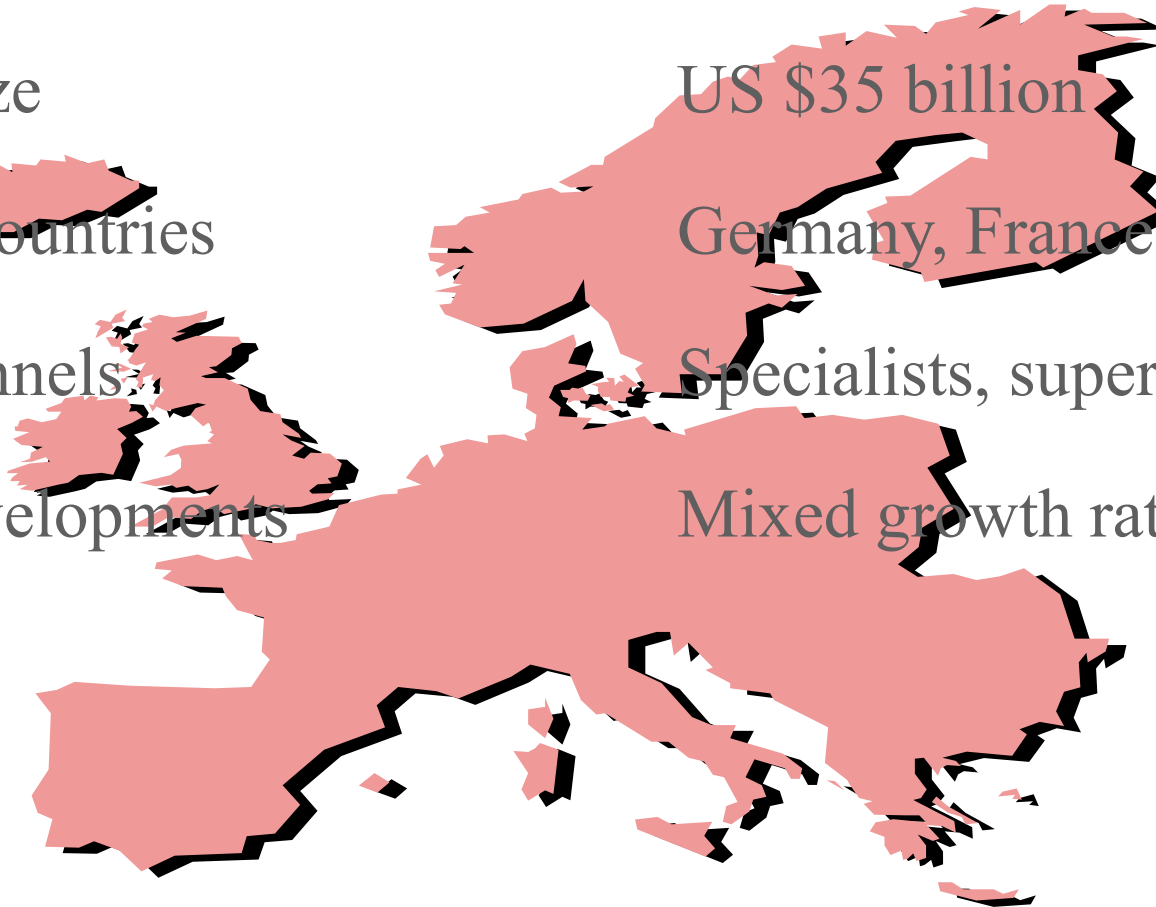 ze US $35 billion
ountries Germany, France
nnels Specialists, super
velopments Mixed growth rat